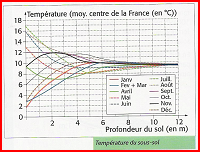 Température (moy. centre de la France (en °C))
18
16
14
12
10
8
6
4
2
0
Janv
Fev + Mar
Avril
Mai
Juin
Juill.
Août
Sept.
Oct.
Nov.
Déc.
2 4 6 8 10 12
Profondeur du sol (en m)
Température du sous-sol